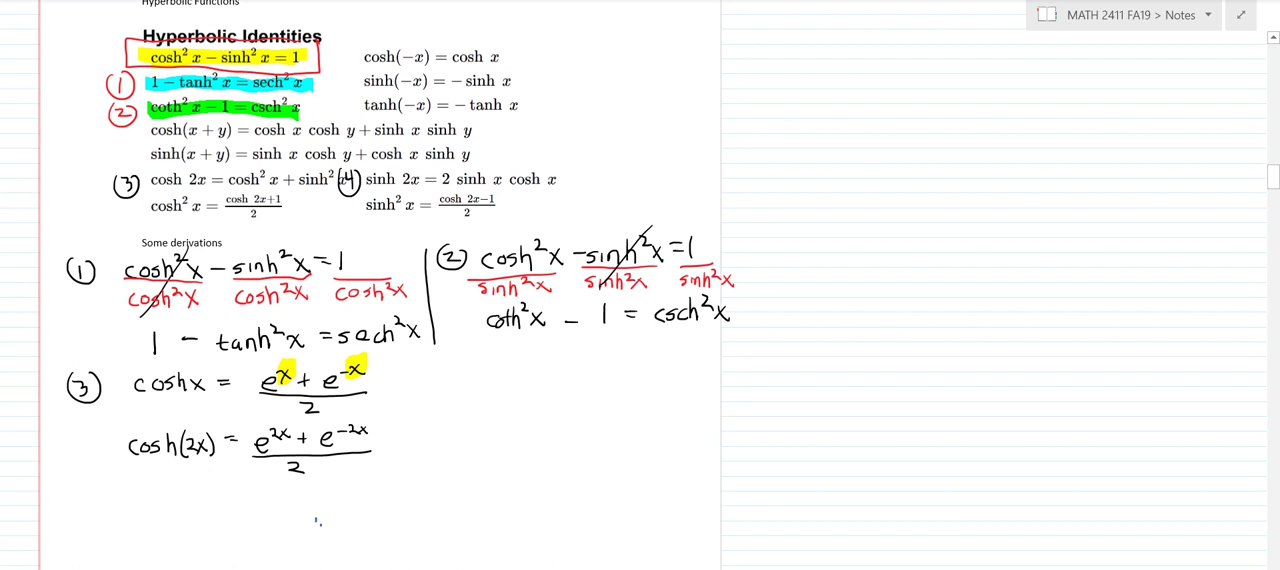 Hyperbolic Functions
MATH 2411 FA19 > Notes
Hyperbolic Identities
cosh² x − sinh² x = 1 cosh(−x) = cosh x
① 1 − tanh² x = sech² x sinh(−x) = − sinh x
② coth² x − 1 = csch² x tanh(−x) = − tanh x
cosh(x + y) = cosh x cosh y + sinh x sinh y
sinh(x + y) = sinh x cosh y + cosh x sinh y
③ cosh 2x = cosh² x + sinh² ④ sinh 2x = 2 sinh x cosh x
cosh² x = (cosh 2x+1)/2 sinh² x = (cosh 2x−1)/2
Some derivations
① cosh²x/cosh²x − sinh²x/cosh²x = 1/cosh²x
1 − tanh²x = sech²x
② cosh²x/sinh²x − sinh²x/sinh²x = 1/sinh²x
coth²x − 1 = csch²x
③ coshx = (eˣ + e⁻ˣ)/2
cosh(2x) = (e²ˣ + e⁻²ˣ)/2